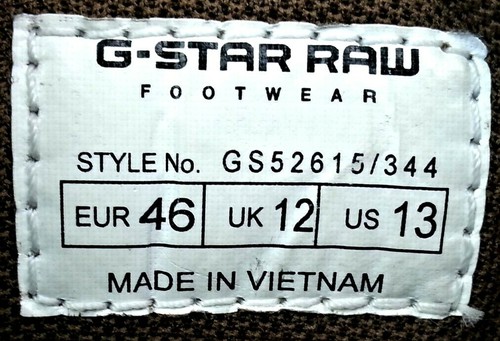 G-STAR RAW
FOOTWEAR
STYLE No. GS52615/344
EUR 46 UK 12 US 13
MADE IN VIETNAM